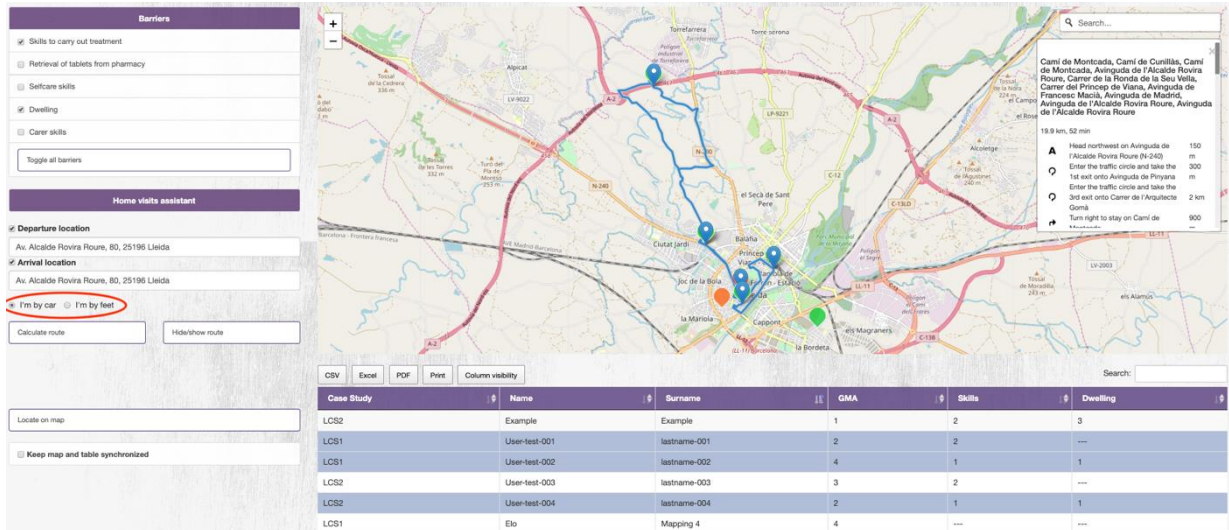 Barriers
Skills to carry out treatment
Retrieval of tablets from pharmacy
Selfcare skills
Dwelling
Carer skills
Toggle all barriers
Home visits assistant
Departure location
Av. Alcalde Rovira Roure, 80, 25196 Lleida
Arrival location
Av. Alcalde Rovira Roure, 80, 25196 Lleida
I'm by car I'm by feet
Calculate route Hide/show route
Locate on map
Keep map and table synchronized
+
−
Torrefarrera
Torre serona
Alpicat
LV-9022
A-2
LP-9221
A-2
N-240
N-240
C-12
C-13LD
Alcoletge
el Secà de Sant
Pere
Ciutat Jardí
Balàfia
Joc de la Bola
la Mariola
Cappont
la Bordeta
els Magraners
LL-11
LL-11
LV-2003
els Alamús
C-13B
A-2
Search...
Camí de Montcada, Camí de Cunillàs, Camí
de Montcada, Avinguda de l'Alcalde Rovira
Roure, Carrer de la Ronda de la Seu Vella,
Carrer del Príncep de Viana, Avinguda de
Francesc Macià, Avinguda de Madrid,
Avinguda de l'Alcalde Rovira Roure, Avinguda
de l'Alcalde Rovira Roure
19.9 km, 52 min
Head northwest on Avinguda de 150
l'Alcalde Rovira Roure (N-240) m
Enter the traffic circle and take the 300
1st exit onto Avinguda de Pinyana m
Enter the traffic circle and take the
3rd exit onto Carrer de l'Arquitecte 2 km
Gomà
Turn right to stay on Camí de 900
CSV Excel PDF Print Column visibility Search:
Case Study Name Surname GMA Skills Dwelling
LCS2 Example Example 1 2 3
LCS1 User-test-001 lastname-001 2 2 ---
LCS1 User-test-002 lastname-002 4 1 1
LCS2 User-test-003 lastname-003 3 2 ---
LCS2 User-test-004 lastname-004 2 1 1
LCS1 Elo Mapping 4 4 --- ---